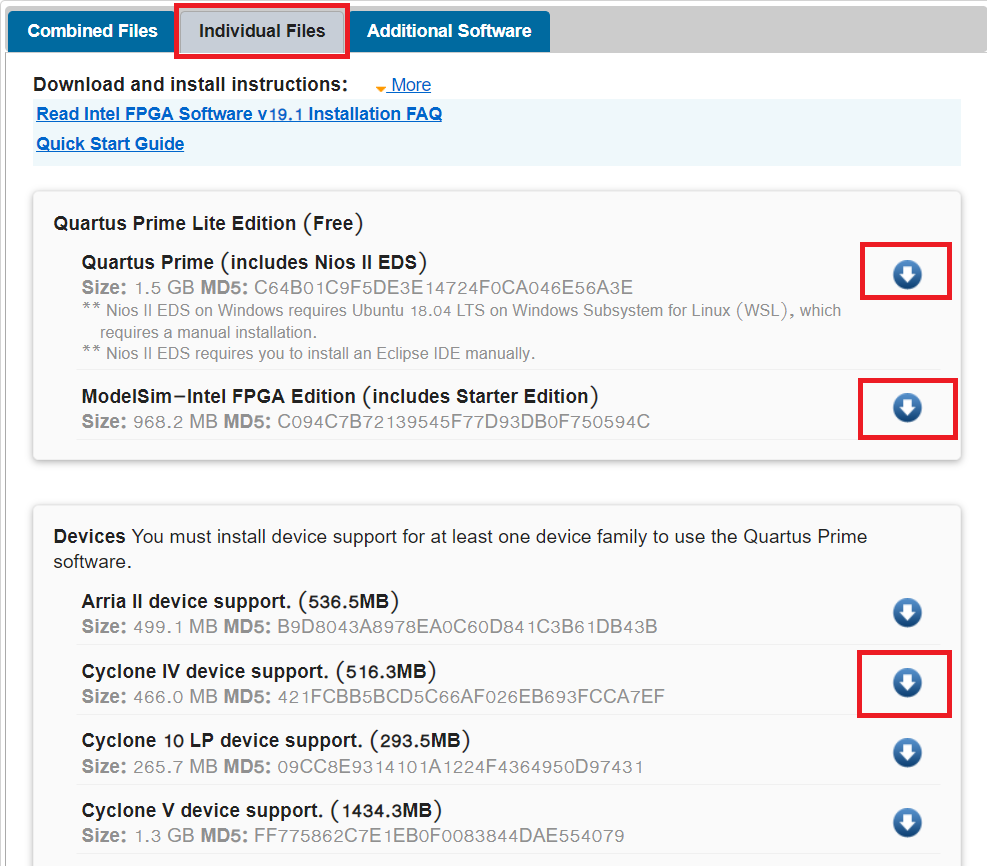 Combined Files
Individual Files
Additional Software
Download and install instructions: More
Read Intel FPGA Software v19.1 Installation FAQ
Quick Start Guide
Quartus Prime Lite Edition (Free)
Quartus Prime (includes Nios II EDS)
Size: 1.5 GB MD5: C64B01C9F5DE3E14724F0CA046E56A3E
** Nios II EDS on Windows requires Ubuntu 18.04 LTS on Windows Subsystem for Linux (WSL), which
requires a manual installation.
** Nios II EDS requires you to install an Eclipse IDE manually.
ModelSim-Intel FPGA Edition (includes Starter Edition)
Size: 968.2 MB MD5: C094C7B72139545F77D93DB0F750594C
Devices You must install device support for at least one device family to use the Quartus Prime
software.
Arria II device support. (536.5MB)
Size: 499.1 MB MD5: B9D8043A8978EA0C60D841C3B61DB43B
Cyclone IV device support. (516.3MB)
Size: 466.0 MB MD5: 421FCBB5BCD5C66AF026EB693FCCA7EF
Cyclone 10 LP device support. (293.5MB)
Size: 265.7 MB MD5: 09CC8E9314101A1224F4364950D97431
Cyclone V device support. (1434.3MB)
Size: 1.3 GB MD5: FF775862C7E1EB0F0083844DAE554079